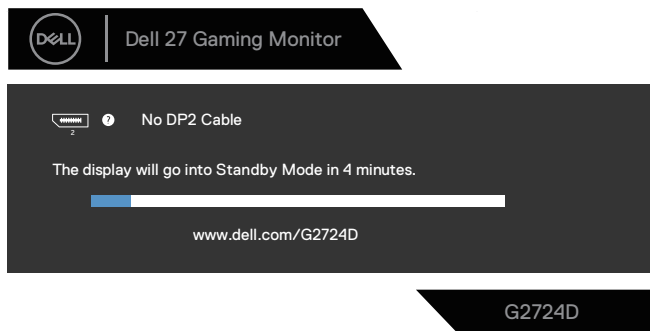 DELL
Dell 27 Gaming Monitor
? No DP2 Cable
2
The display will go into Standby Mode in 4 minutes.
www.dell.com/G2724D
G2724D